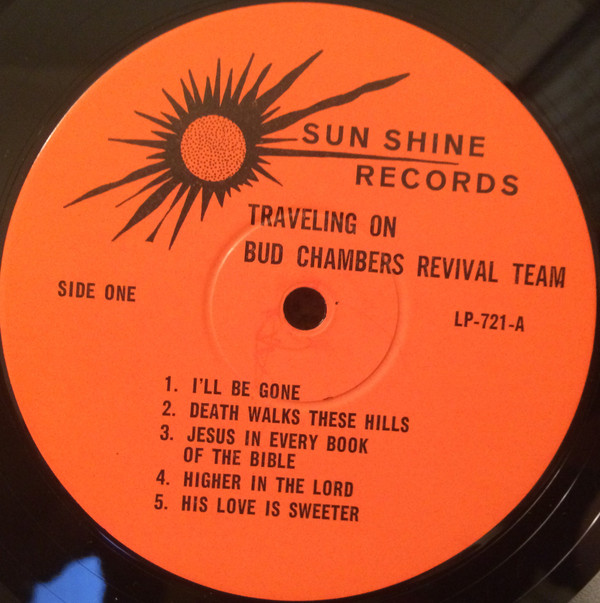 SUN SHINE
RECORDS
TRAVELING ON
BUD CHAMBERS REVIVAL TEAM
SIDE ONE
LP-721-A
1. I'LL BE GONE
2. DEATH WALKS THESE HILLS
3. JESUS IN EVERY BOOK
OF THE BIBLE
4. HIGHER IN THE LORD
5. HIS LOVE IS SWEETER